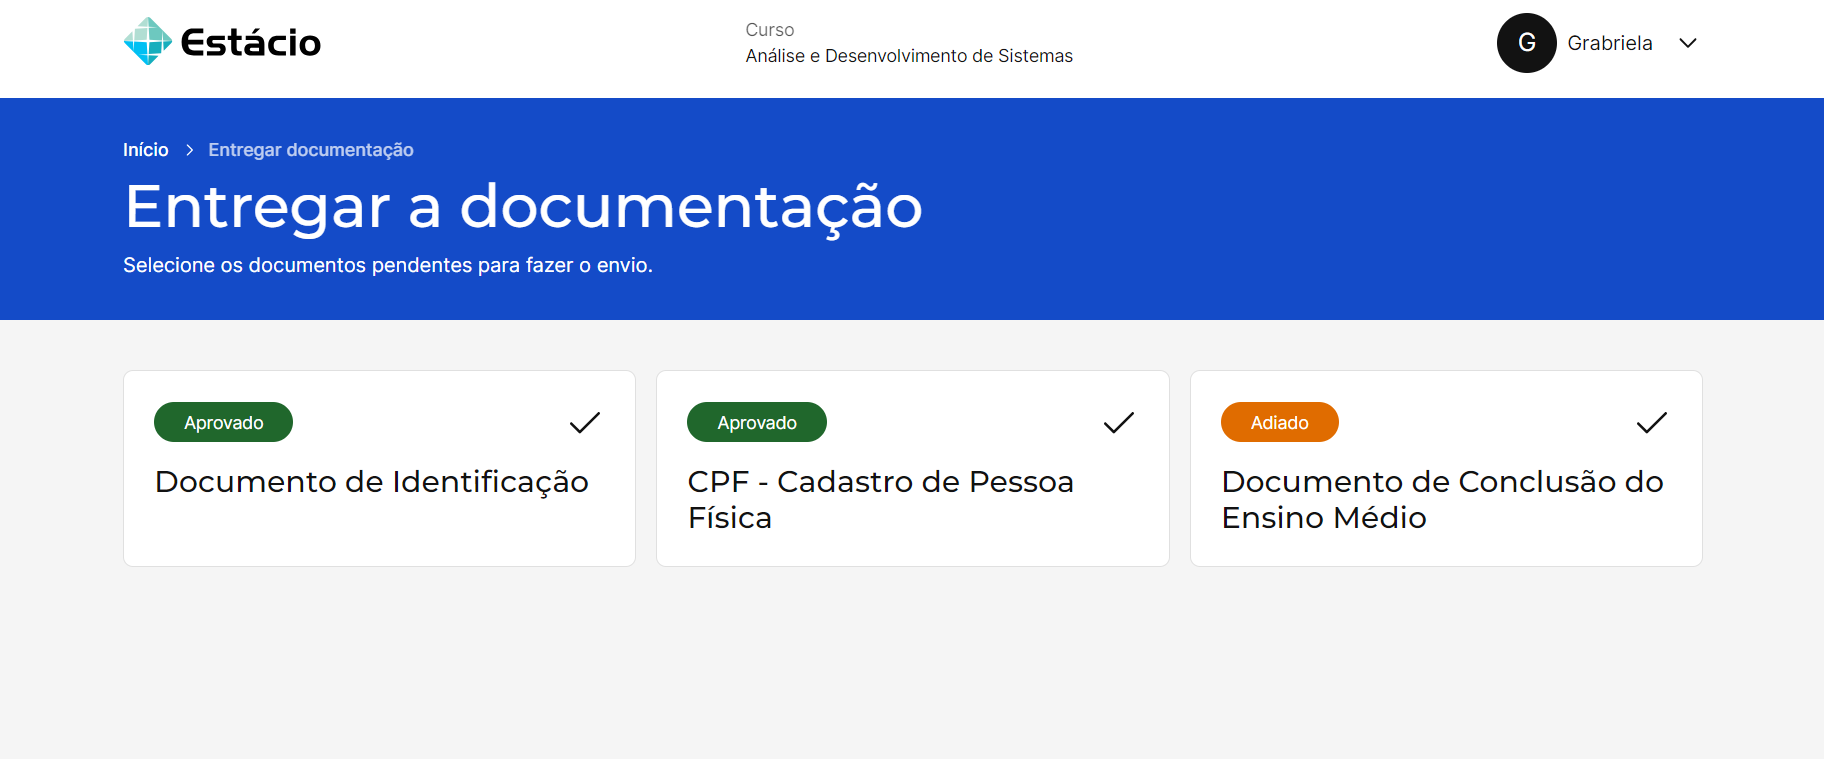 Estácio
Curso
Análise e Desenvolvimento de Sistemas
G
Grabriela
Início > Entregar documentação
Entregar a documentação
Selecione os documentos pendentes para fazer o envio.
Aprovado
Documento de Identificação
Aprovado
CPF - Cadastro de Pessoa
Física
Adiado
Documento de Conclusão do
Ensino Médio